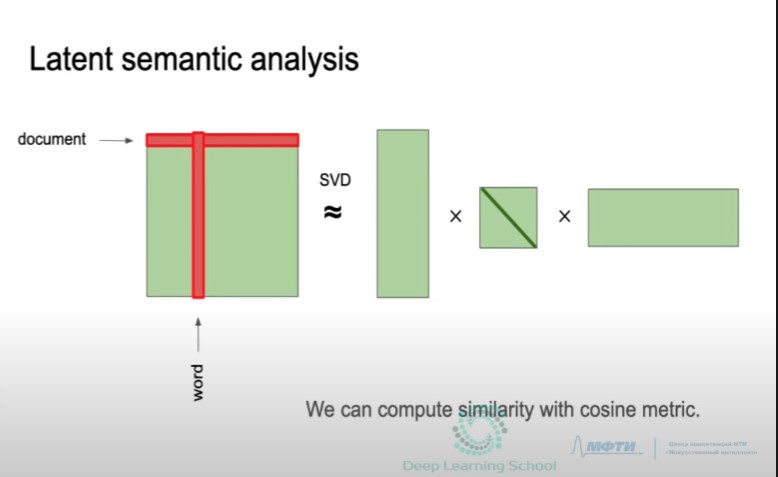 Latent semantic analysis
document
SVD
≈
×
×
word
We can compute similarity with cosine metric.
Deep Learning School
МФТИ
Центр компетенций НТИ
«Искусственный интеллект»